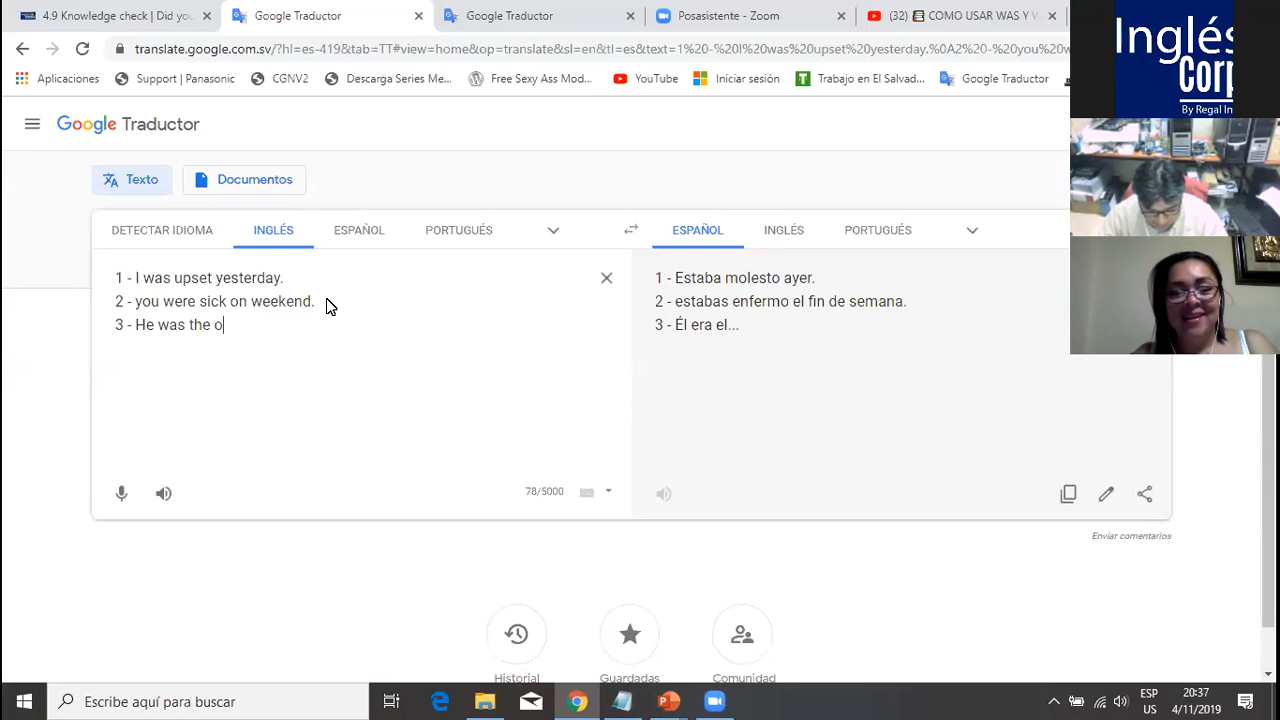 4.9 Knowledge check | Did you
Google Traductor
Google Traductor
Posasistente - Zoom
(32) COMO USAR WAS Y V
translate.google.com.sv/?hl=es-419&tab=TT#view=home&op=translate&sl=en&tl=es&text=1%20-%20I%20was%20upset%20yesterday.%0A2%20-%20you%20w
Aplicaciones
Support | Panasonic
CGNV2
Descarga Series Me...
Free Sexy Ass Mod...
YouTube
Iniciar sesión
Trabajo en El Salvad...
Google Traductor
Inglés
Corp
By Regal In
Google Traductor
Texto
Documentos
DETECTAR IDIOMA
INGLÉS
ESPAÑOL
PORTUGUÉS
ESPAÑOL
INGLÉS
PORTUGUÉS
1 - I was upset yesterday.
2 - you were sick on weekend.
3 - He was the o
1 - Estaba molesto ayer.
2 - estabas enfermo el fin de semana.
3 - Él era el...
78/5000
Enviar comentarios
Historial
Guardadas
Comunidad
Escribe aquí para buscar
ESP
US
20:37
4/11/2019